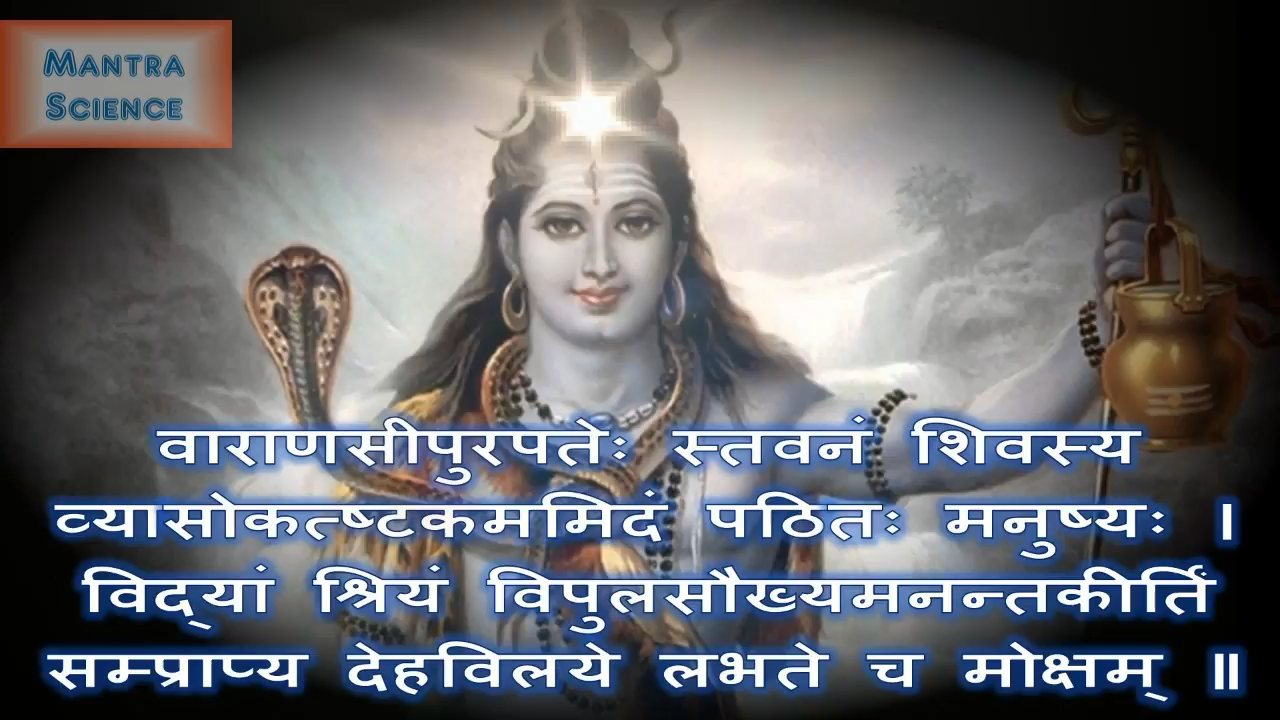 MANTRA
SCIENCE
वाराणसीपुरपतेः स्तवनं शिवस्य
व्यासोकत्ष्टकममिदं पठितः मनुष्यः ।
विद्‌यां श्रियं विपुलसौख्यमनन्तकीर्तिं
सम्प्राप्य देहविलये लभते च मोक्षम् ॥